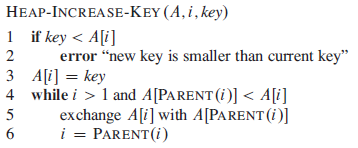 HEAP-INCREASE-KEY(A, i, key)
1 if key < A[i]
2 error “new key is smaller than current key”
3 A[i] = key
4 while i > 1 and A[PARENT(i)] < A[i]
5 exchange A[i] with A[PARENT(i)]
6 i = PARENT(i)